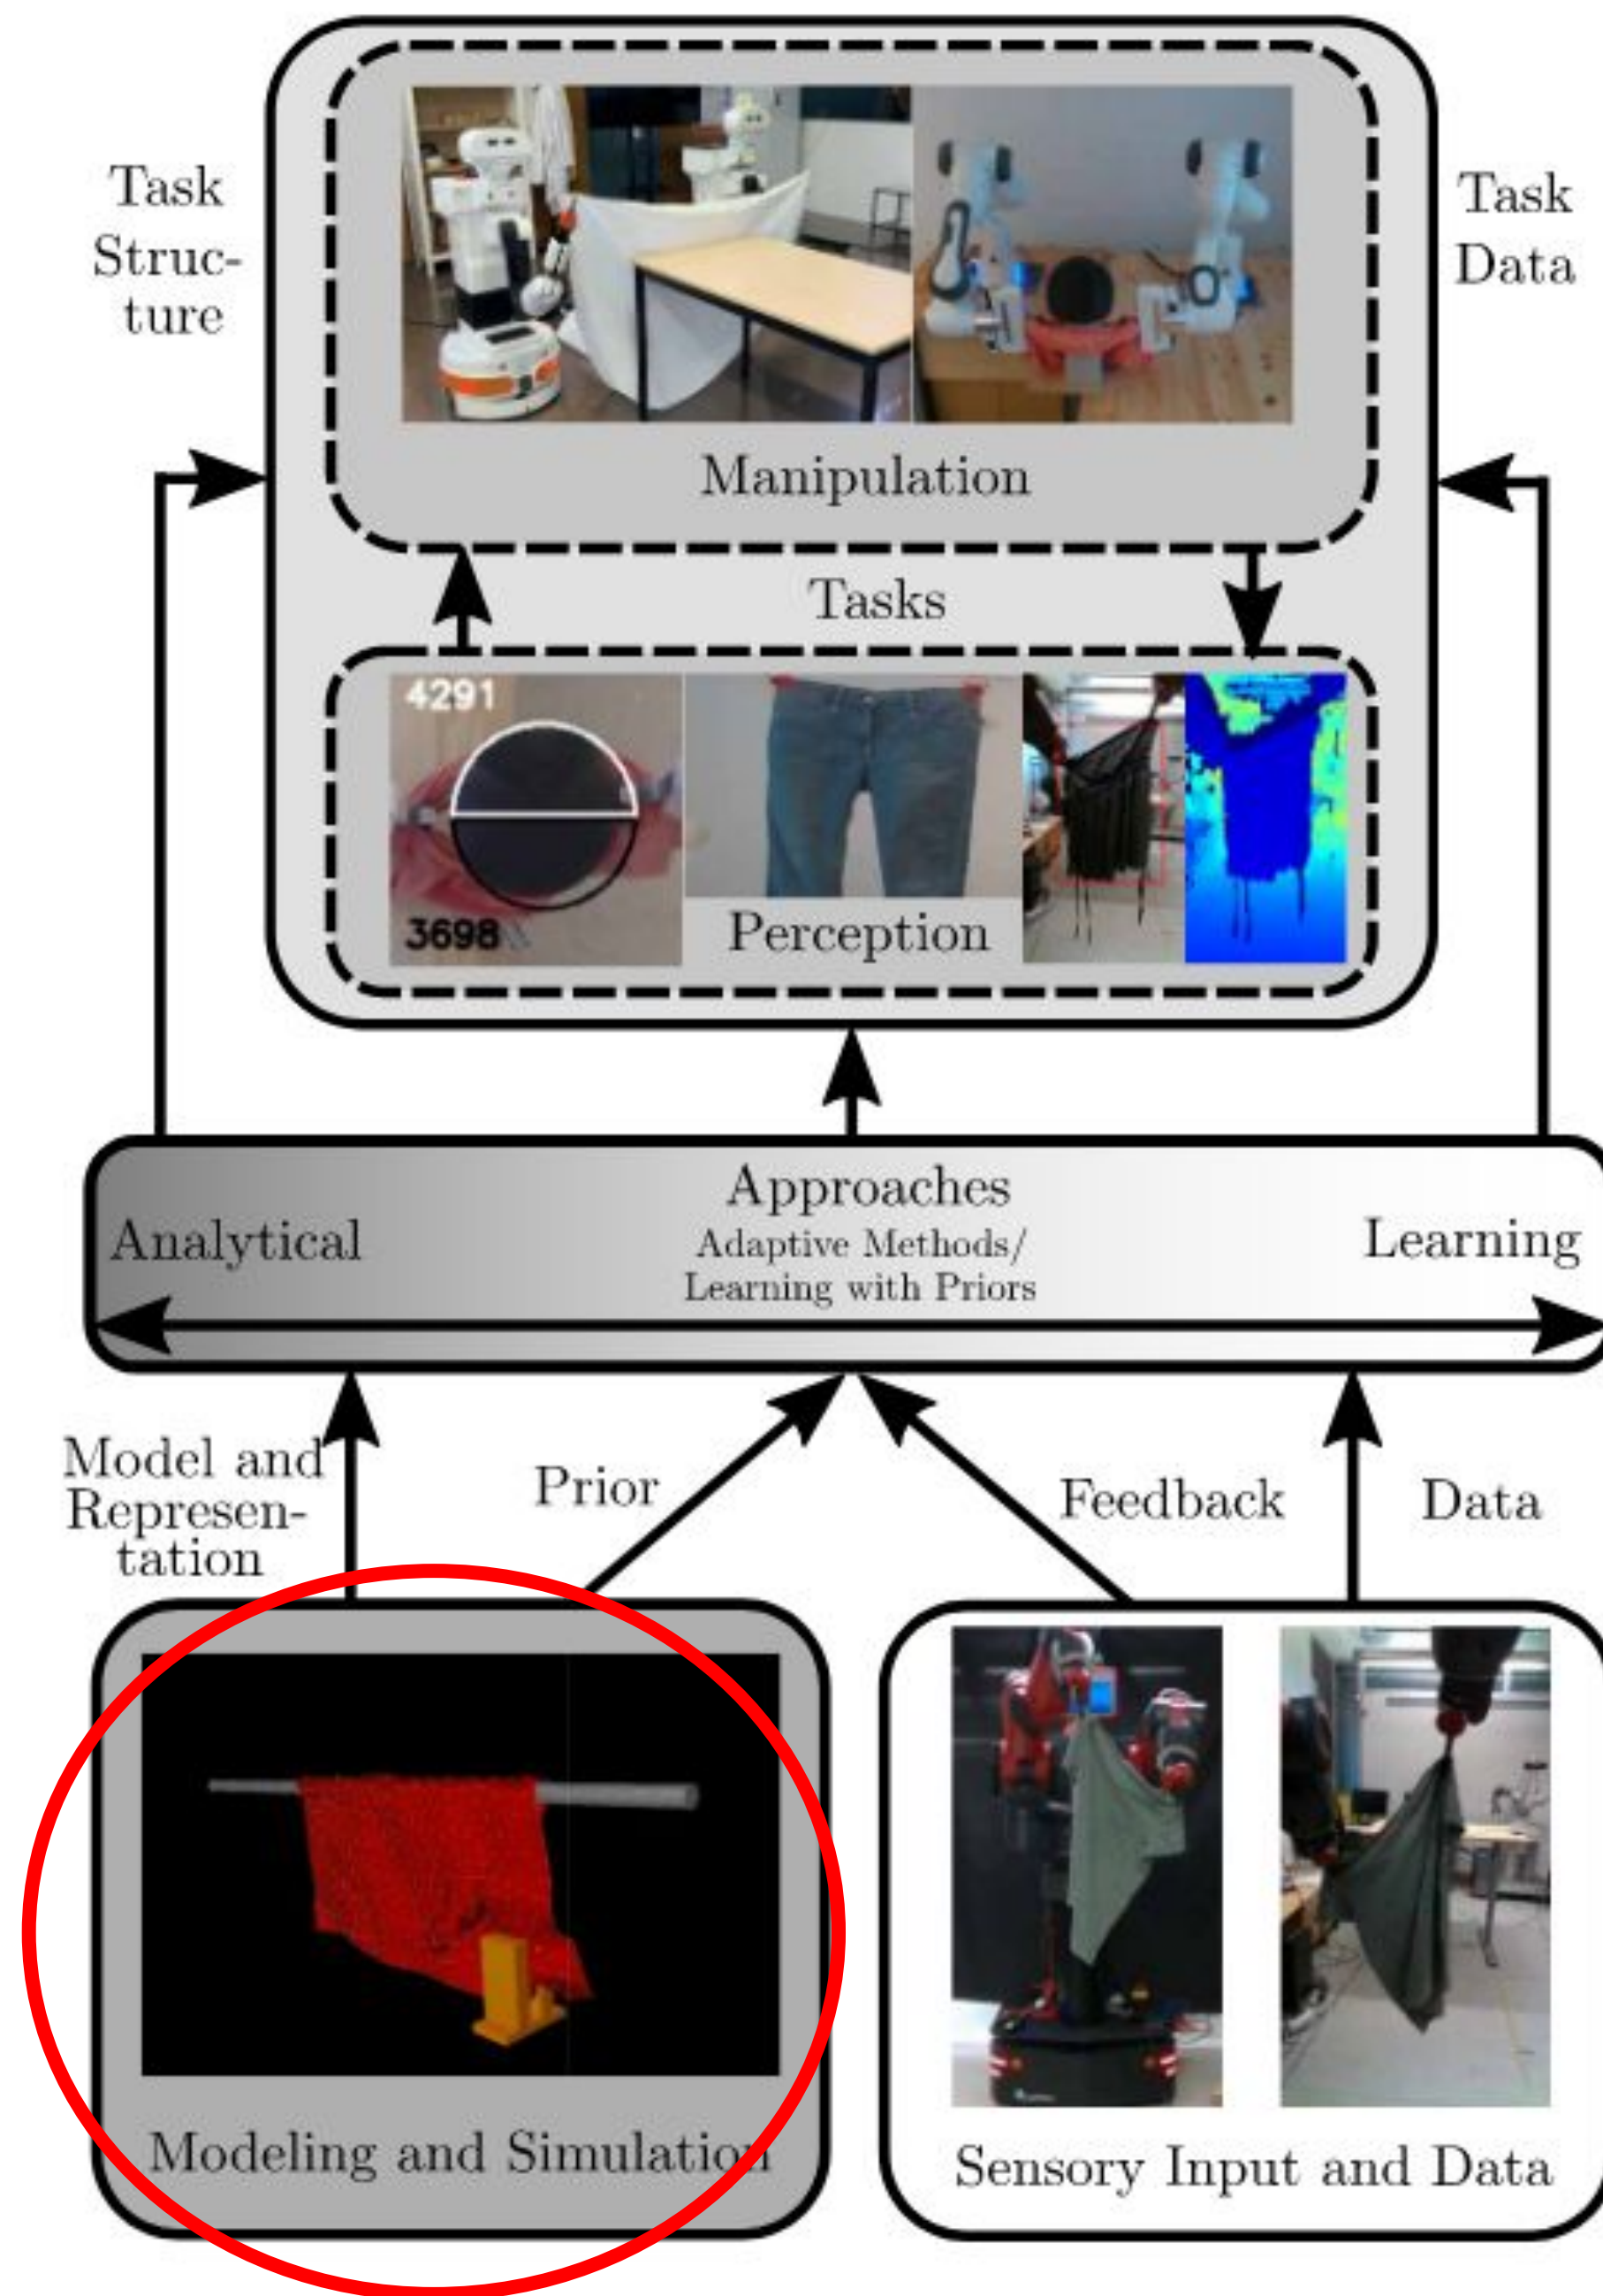 Task
Struc-
ture
Task
Data
Manipulation
Tasks
4291
3698
Perception
Approaches
Adaptive Methods/
Learning with Priors
Analytical
Learning
Model and
Represen-
tation
Prior
Feedback
Data
Modeling and Simulation
Sensory Input and Data